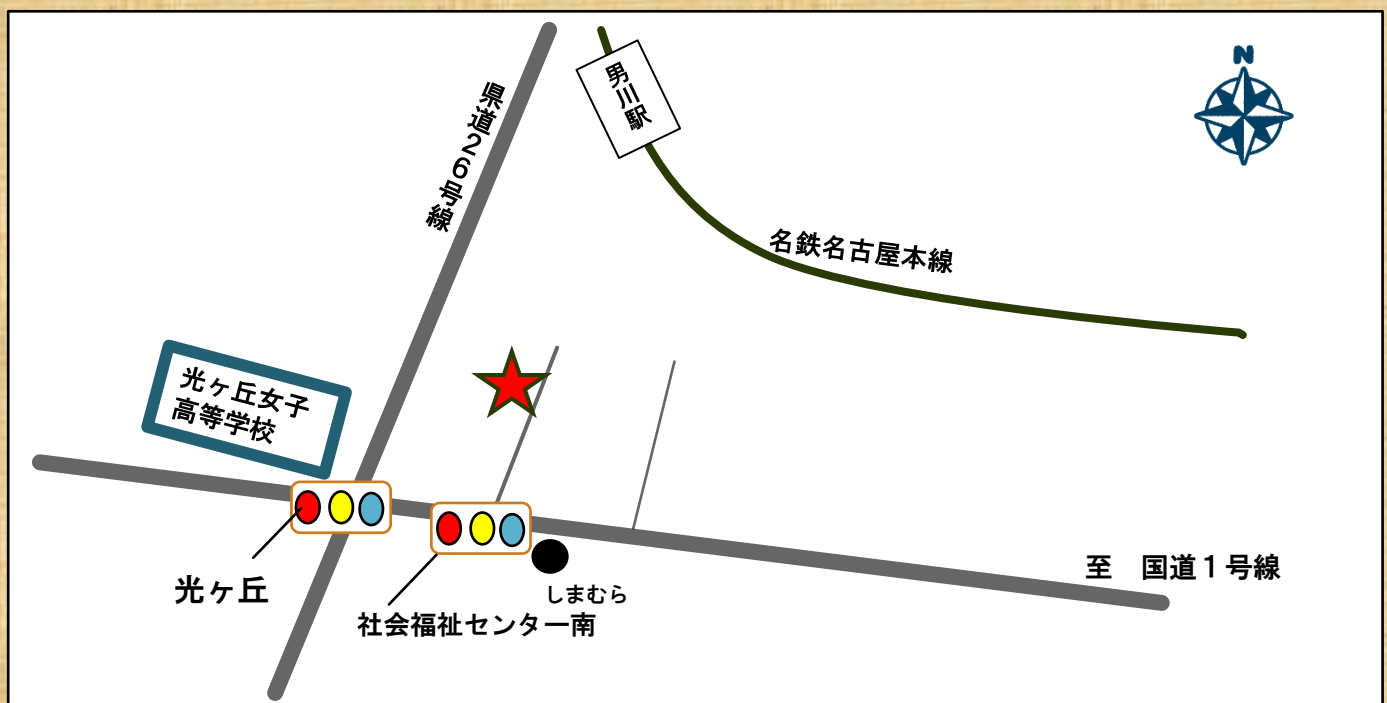 N
男川駅
県道２６号線
名鉄名古屋本線
光ヶ丘女子
高等学校
至　国道１号線
光ヶ丘
しまむら
社会福祉センター南